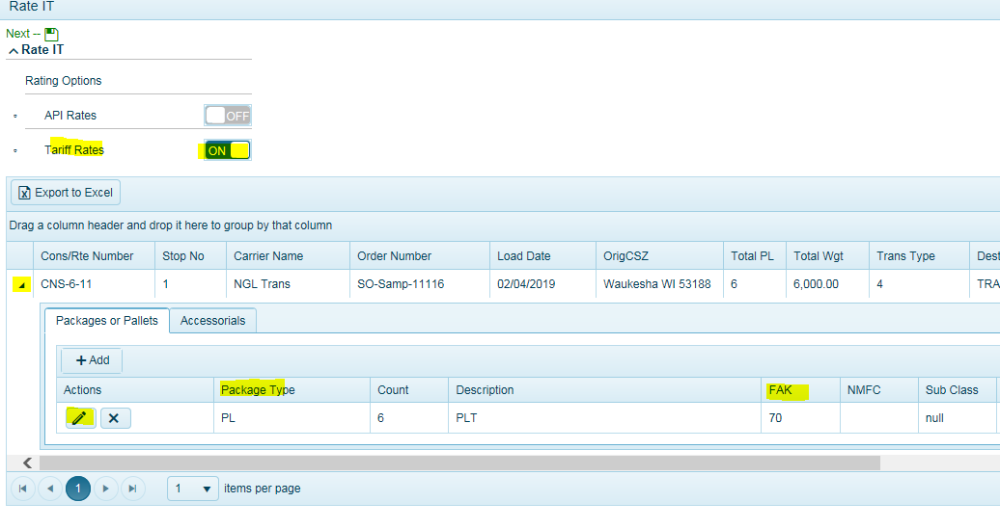 Rate IT
Next --
Rate IT
Rating Options
API Rates OFF
Tariff Rates ON
Export to Excel
Drag a column header and drop it here to group by that column
Cons/Rte Number Stop No Carrier Name Order Number Load Date OrigCSZ Total PL Total Wgt Trans Type Dest
CNS-6-11 1 NGL Trans SO-Samp-11116 02/04/2019 Waukesha WI 53188 6 6,000.00 4 TRA
Packages or Pallets Accessorials
+ Add
Actions Package Type Count Description FAK NMFC Sub Class
PL 6 PLT 70 null
1 1 items per page